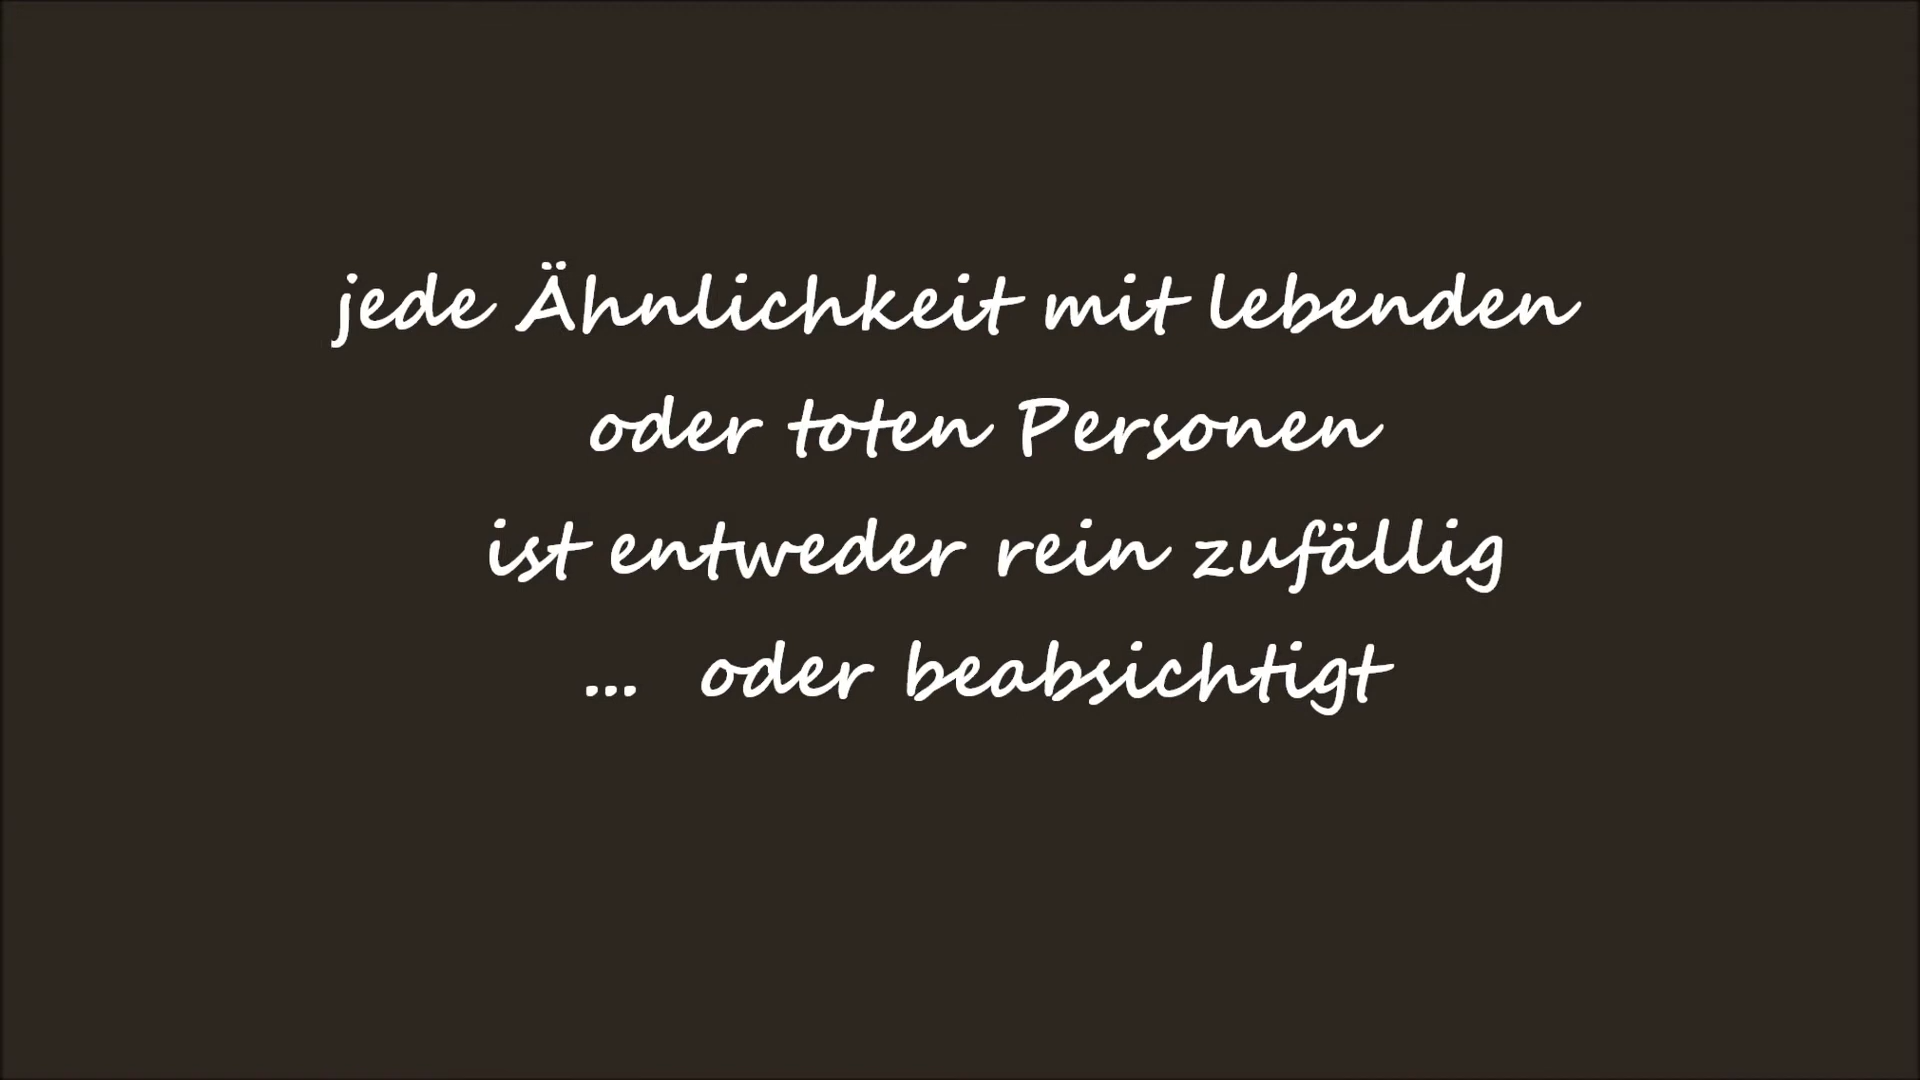 jede Ähnlichkeit mit lebenden
oder toten Personen
ist entweder rein zufällig
... oder beabsichtigt